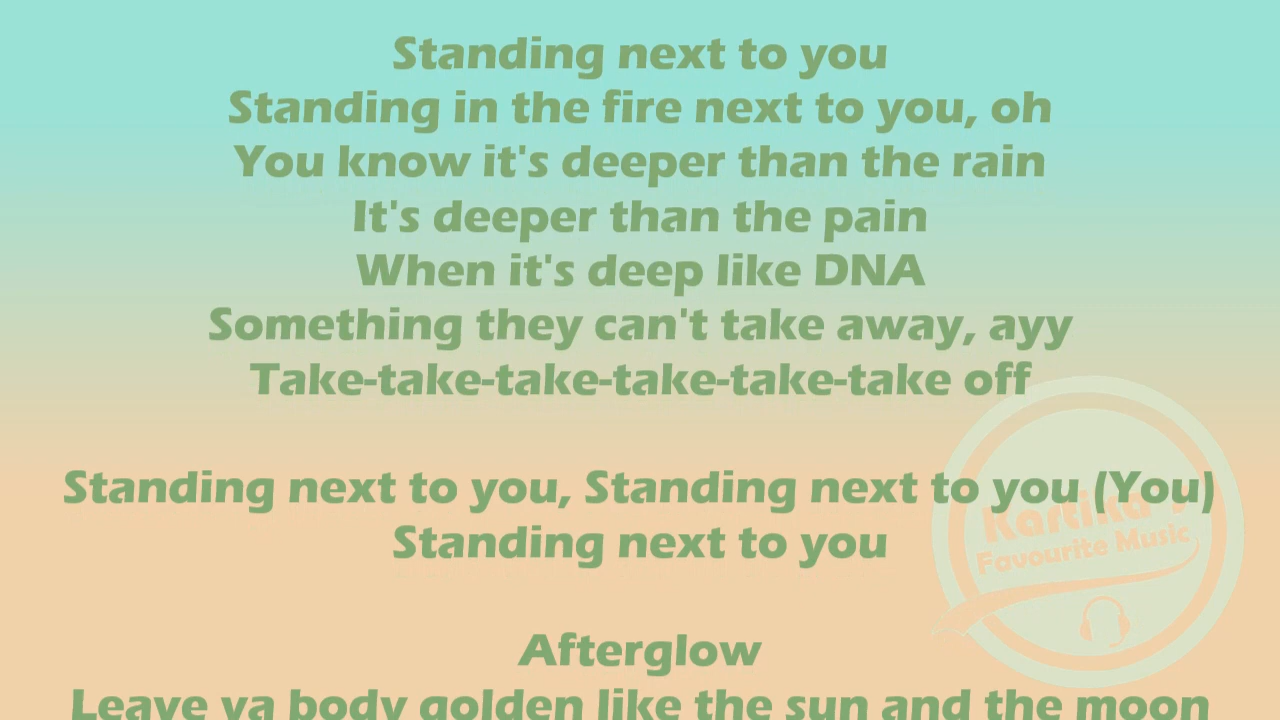 Standing next to you
Standing in the fire next to you, oh
You know it's deeper than the rain
It's deeper than the pain
When it's deep like DNA
Something they can't take away, ayy
Take-take-take-take-take-take off
Standing next to you, Standing next to you (You)
Standing next to you
Kartika's
Favourite Music
Afterglow
Leave ya body golden like the sun and the moon